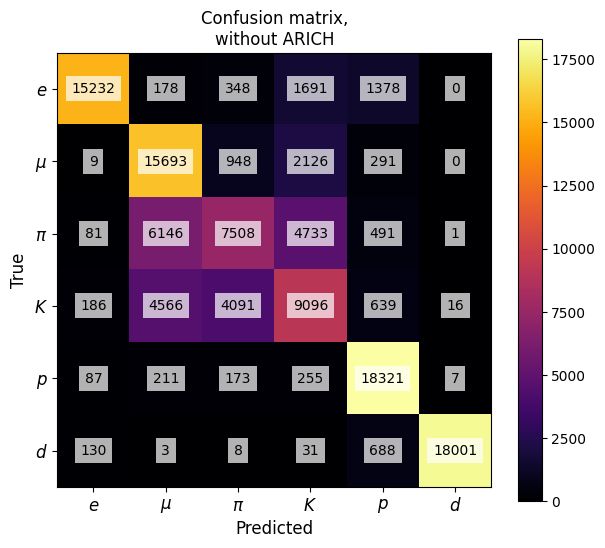 Confusion matrix,
without ARICH
True
e 15232 178 348 1691 1378 0
μ 9 15693 948 2126 291 0
π 81 6146 7508 4733 491 1
K 186 4566 4091 9096 639 16
p 87 211 173 255 18321 7
d 130 3 8 31 688 18001
e μ π K p d
Predicted
17500
15000
12500
10000
7500
5000
2500
0